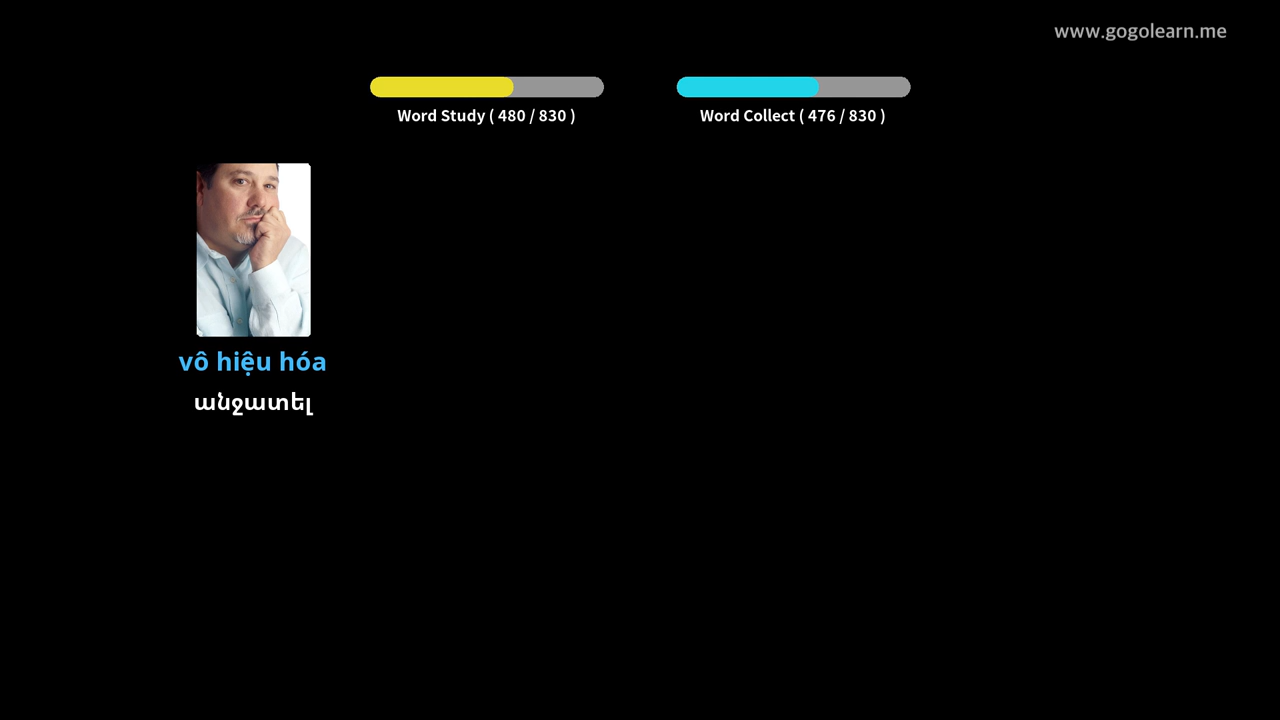 www.gogolearn.me
Word Study ( 480 / 830 )
Word Collect ( 476 / 830 )
vô hiệu hóa
անջատել